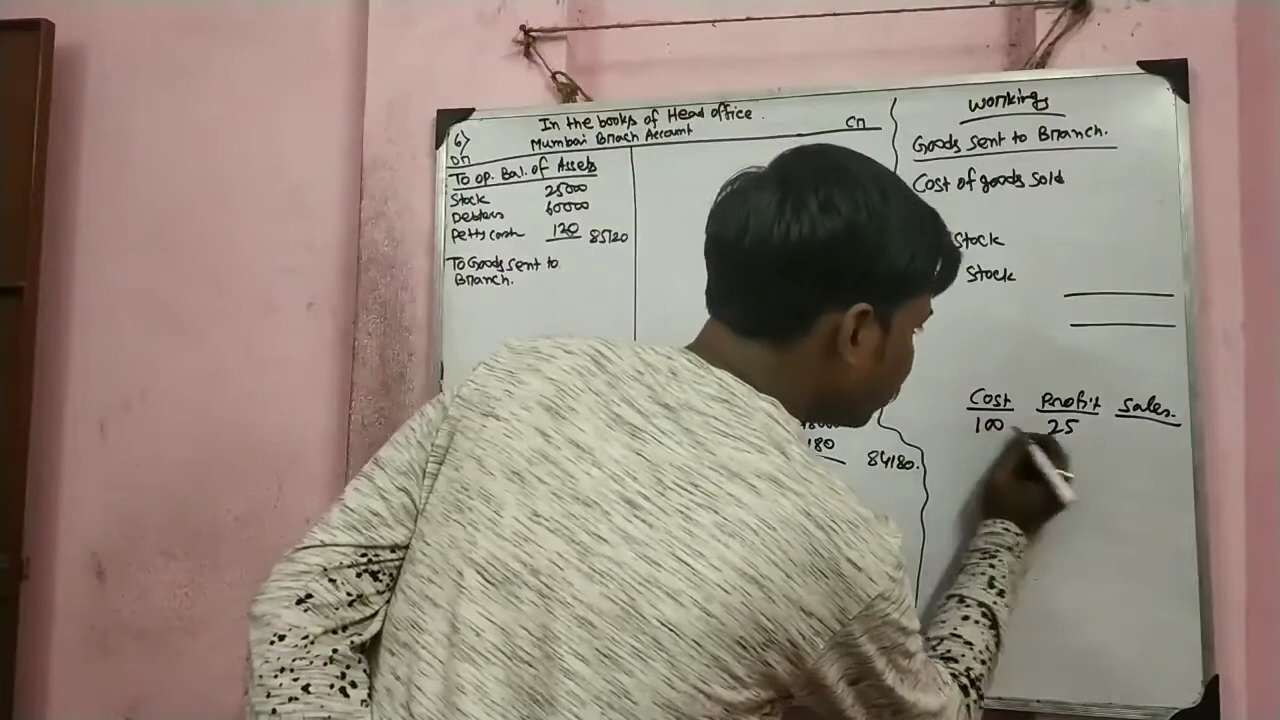 6>
In the books of Head office.
Dr
Mumbai Brach Account
Cr
To op. Bal. of Assets
Stock 25000
Debtors 60000
Petty cash 120 85120
To Goods sent to
Branch.
180
84180.
Working
Goods sent to Branch.
Cost of goods sold
Stock
Stock
Cost Profit Sales.
100 25